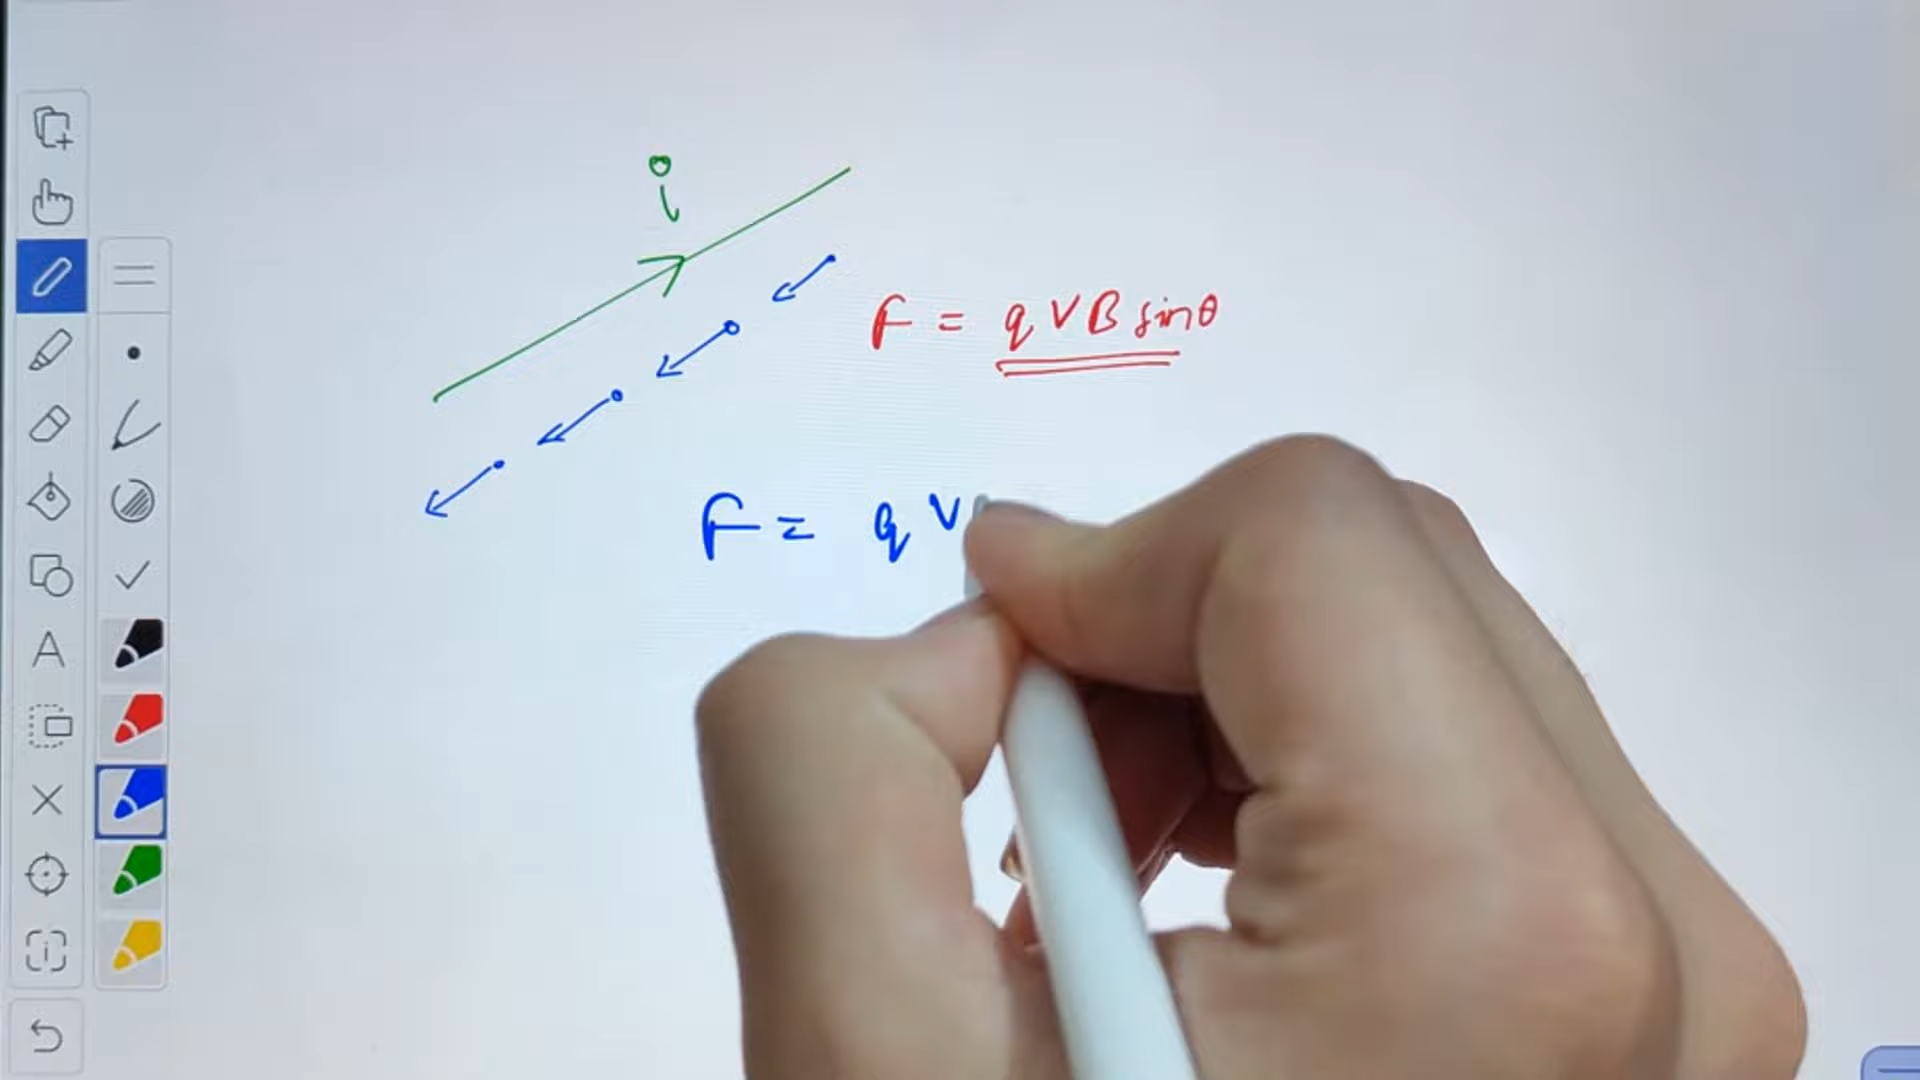 i
F = qVB sinθ
F = qV
A